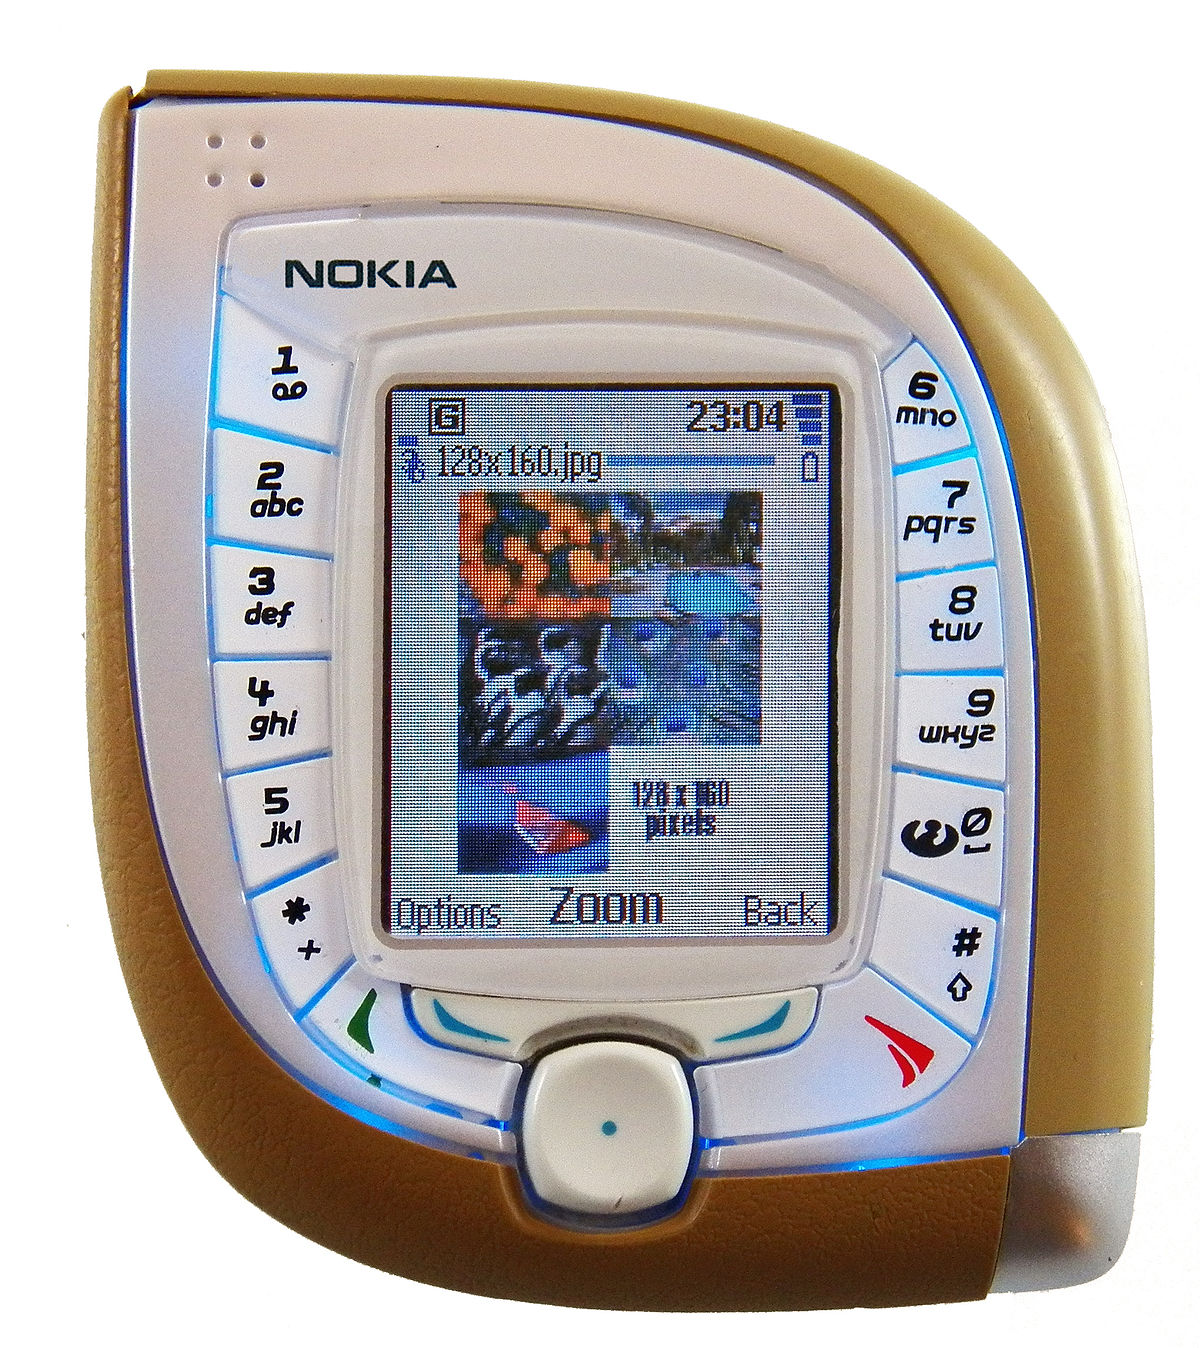 NOKIA
G 23:04
128x160.jpg
128 x 160
pixels
Options Zoom Back
1
2
abc
3
def
4
ghi
5
jkl
*
+
6
mno
7
pqrs
8
tuv
9
wxyz
0
#